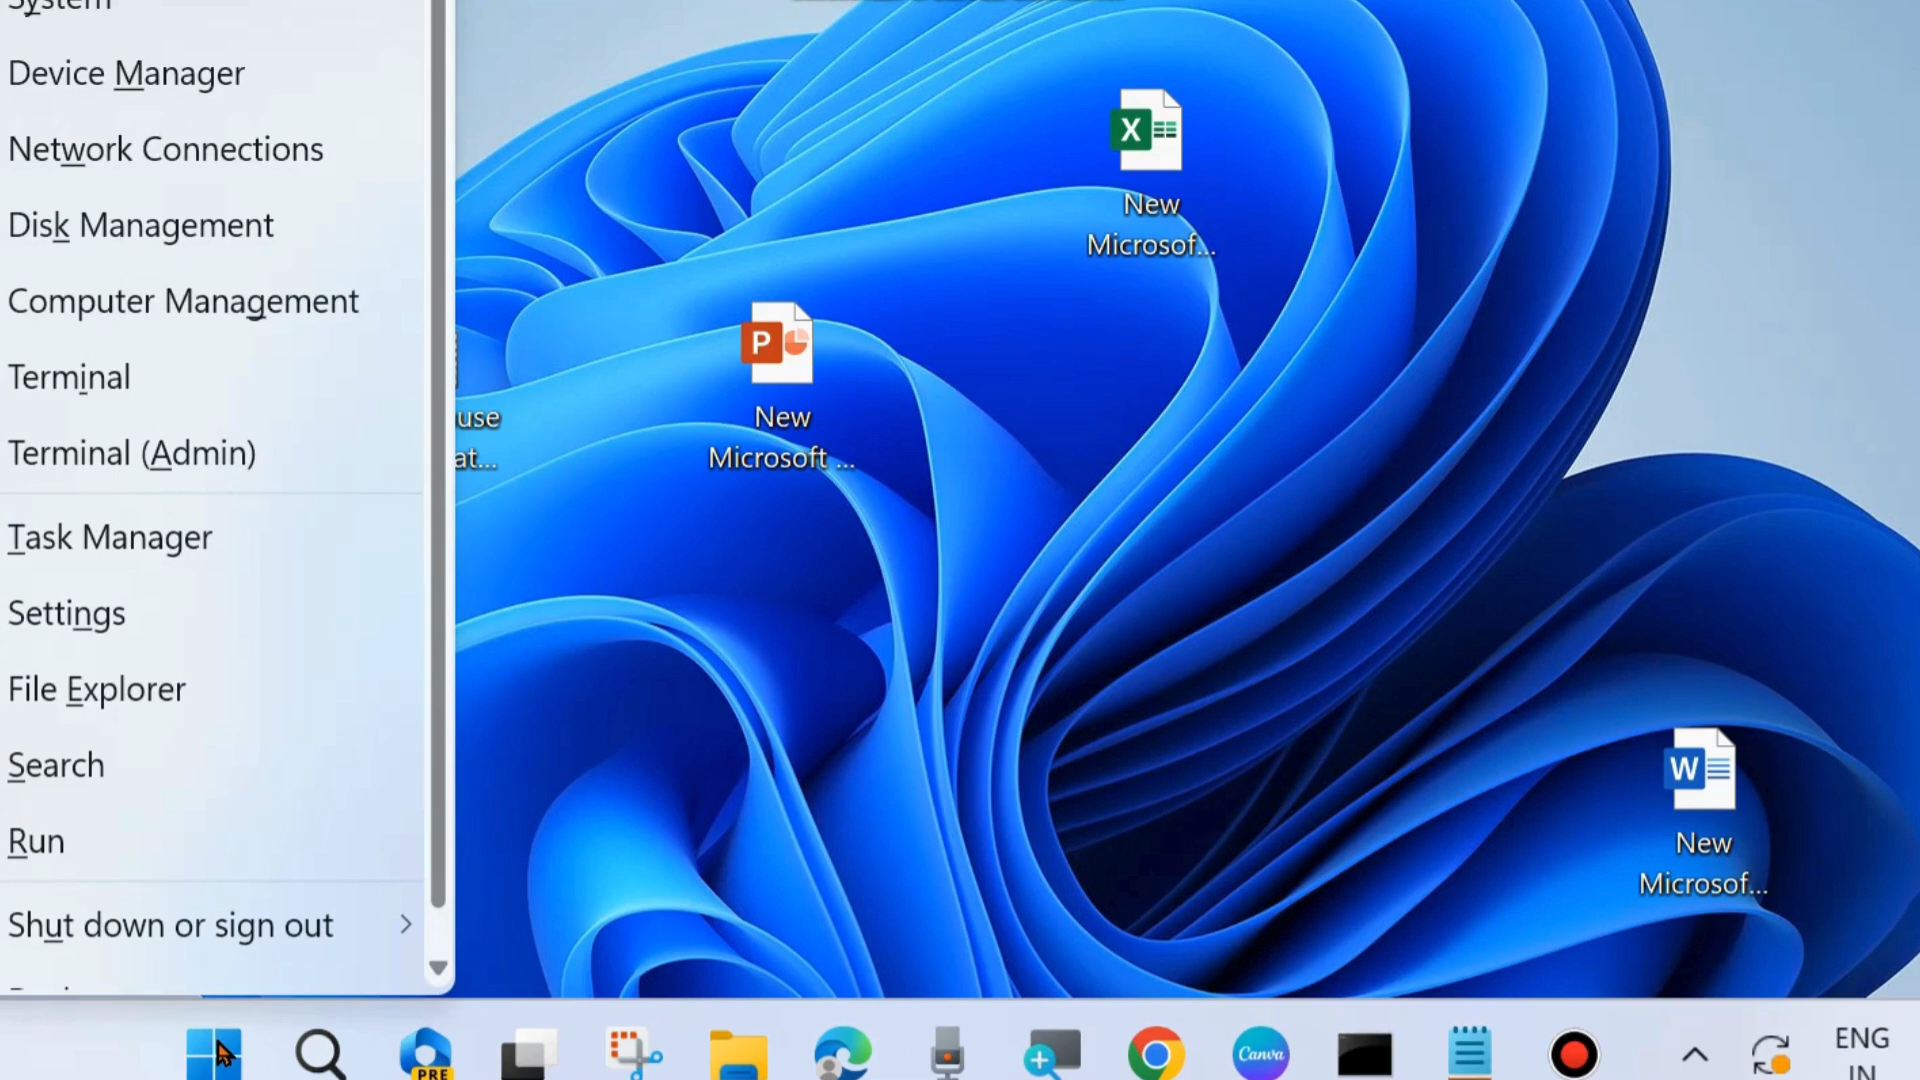 System
Device Manager
Network Connections
Disk Management
Computer Management
Terminal
Terminal (Admin)
Task Manager
Settings
File Explorer
Search
Run
Shut down or sign out
use
at...
New
Microsoft ...
New
Microsof...
New
Microsof...
PRE
Canva
ENG
IN